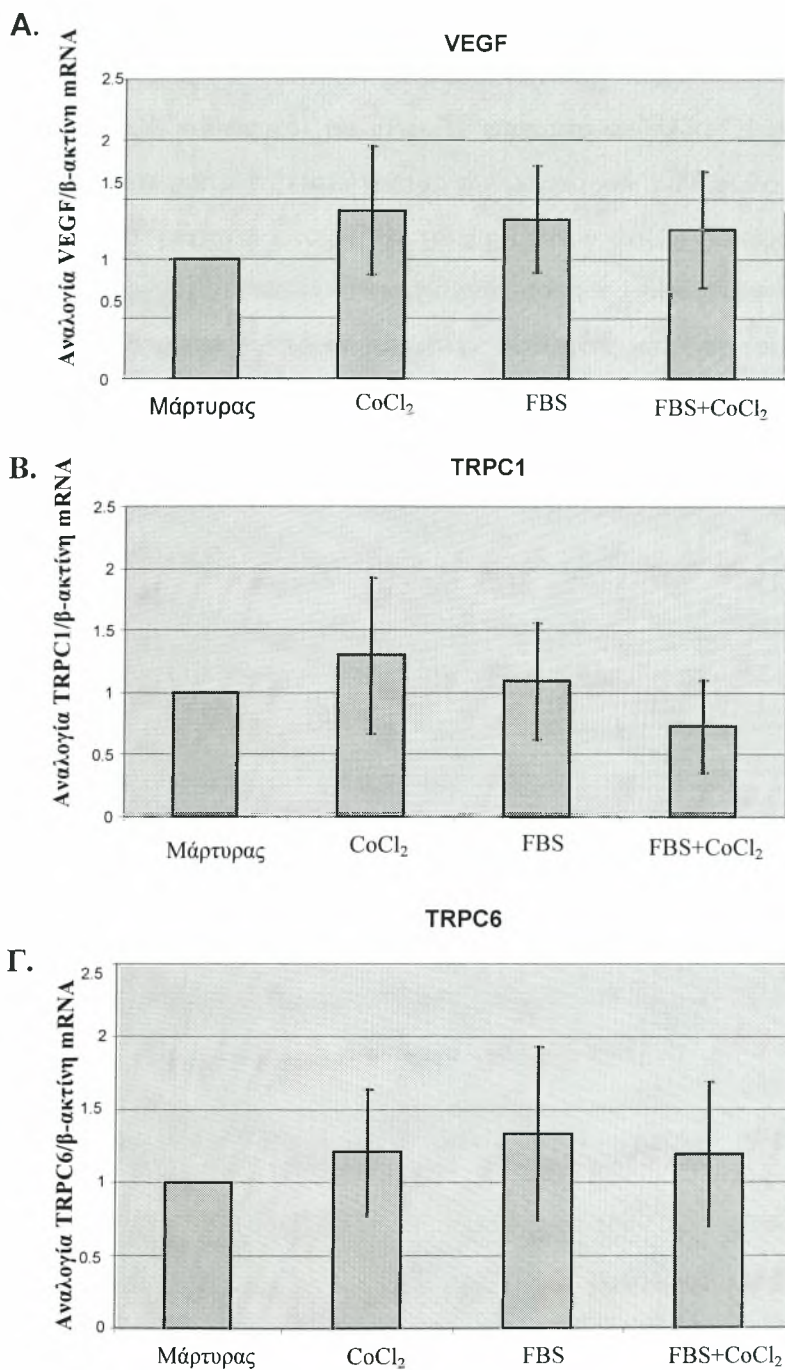 Α.
VEGF
Αναλογία VEGF/β-ακτίνη mRNA
2.5
2
1.5
1
0.5
0
Μάρτυρας CoCl₂ FBS FBS+CoCl₂
Β.
TRPC1
Αναλογία TRPC1/β-ακτίνη mRNA
2.5
2
1.5
1
0.5
0
Μάρτυρας CoCl₂ FBS FBS+CoCl₂
TRPC6
Γ.
Αναλογία TRPC6/β-ακτίνη mRNA
2.5
2
1.5
1
0.5
0
Μάρτυρας CoCl₂ FBS FBS+CoCl₂